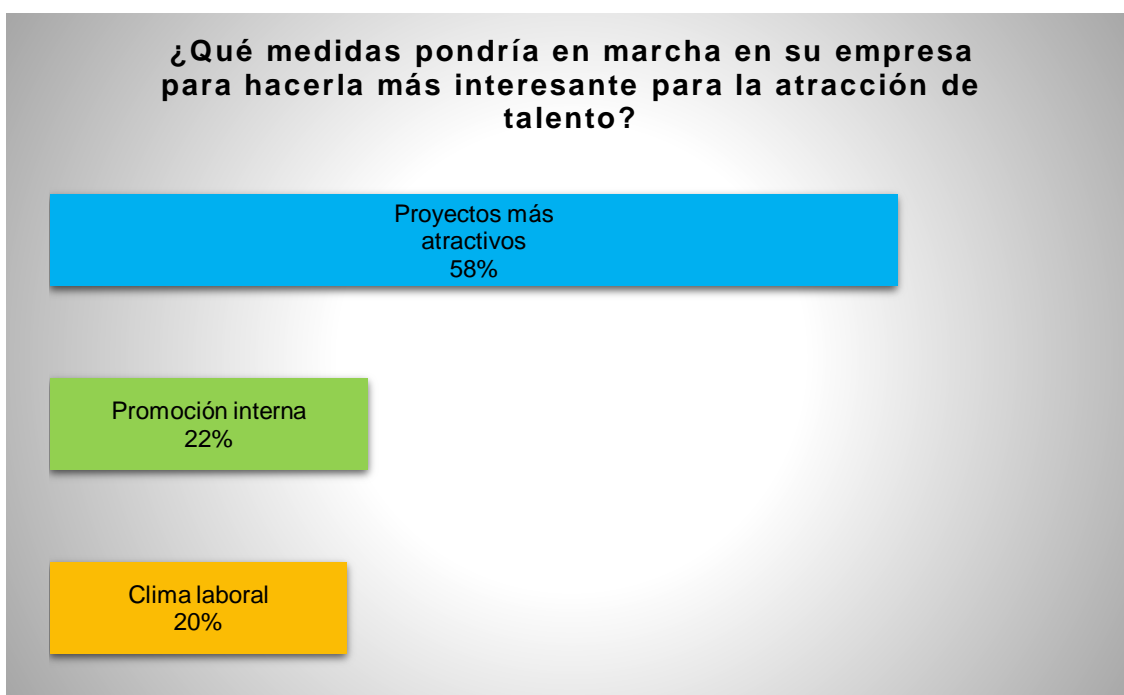 ¿Qué medidas pondría en marcha en su empresa
para hacerla más interesante para la atracción de
talento?
Proyectos más
atractivos
58%
Promoción interna
22%
Clima laboral
20%